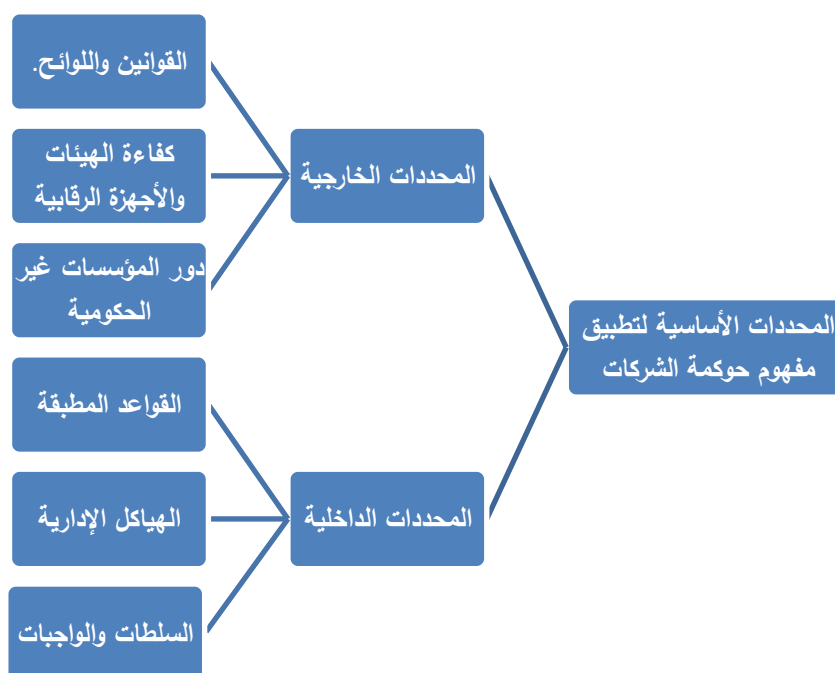 المحددات الأساسية لتطبيق
مفهوم حوكمة الشركات
المحددات الخارجية
القوانين واللوائح.
كفاءة الهيئات
والأجهزة الرقابية
دور المؤسسات غير
الحكومية
المحددات الداخلية
القواعد المطبقة
الهياكل الإدارية
السلطات والواجبات